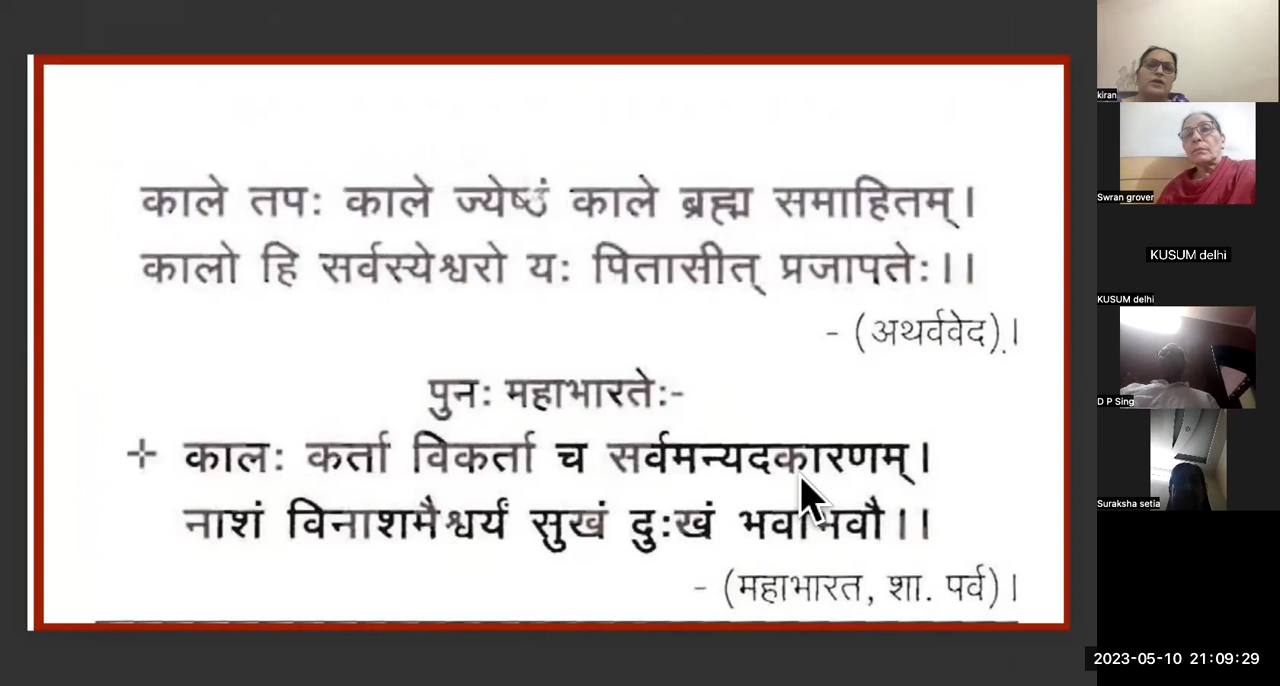 काले तपः काले ज्येष्ठं काले ब्रह्म समाहितम्।
कालो हि सर्वस्येश्वरो यः पितासीत् प्रजापतेः।।
- (अथर्ववेद)।
पुनः महाभारतेः-
+ कालः कर्ता विकर्ता च सर्वमन्यदकारणम्।
नाशं विनाशमैश्वर्यं सुखं दुःखं भवाभवौ।।
- (महाभारत, शा. पर्व)।
kiran
Swran grover
KUSUM delhi
KUSUM delhi
D P Sing
Suraksha setia
2023-05-10 21:09:29